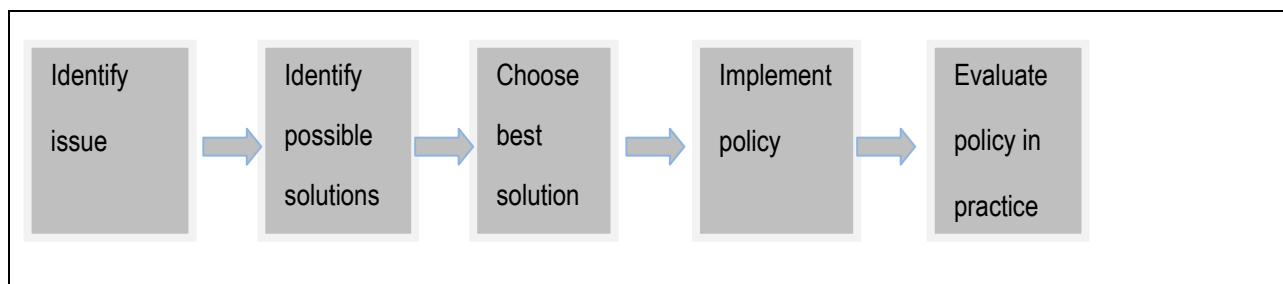 Identify
issue
Identify
possible
solutions
Choose
best
solution
Implement
policy
Evaluate
policy in
practice